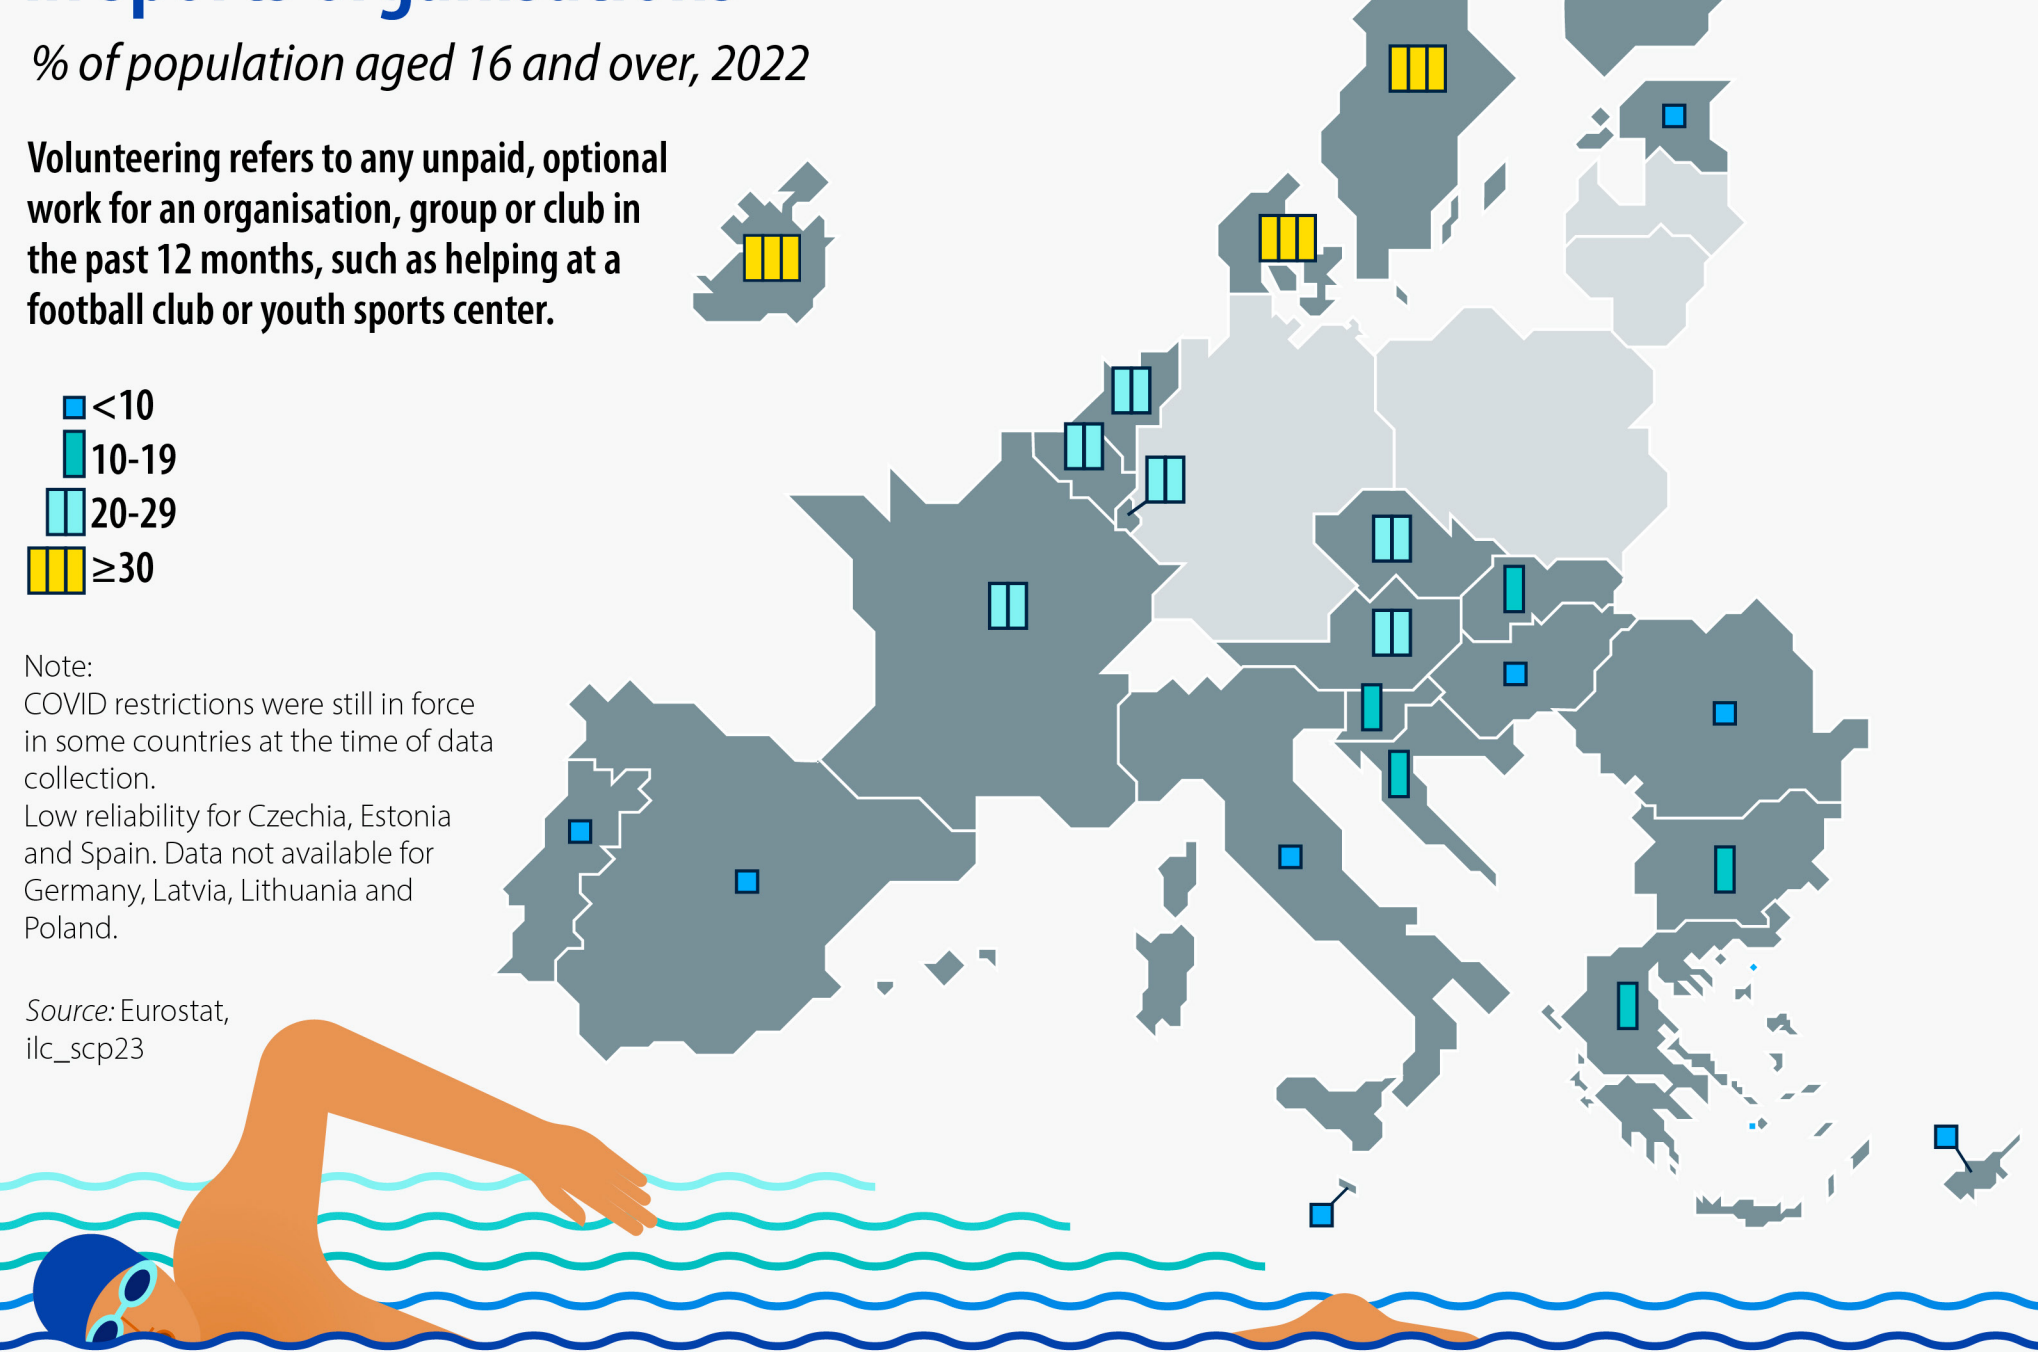 % of population aged 16 and over, 2022
Volunteering refers to any unpaid, optional
work for an organisation, group or club in
the past 12 months, such as helping at a
football club or youth sports center.
<10
10-19
20-29
≥30
Note:
COVID restrictions were still in force
in some countries at the time of data
collection.
Low reliability for Czechia, Estonia
and Spain. Data not available for
Germany, Latvia, Lithuania and
Poland.
Source: Eurostat,
ilc_scp23